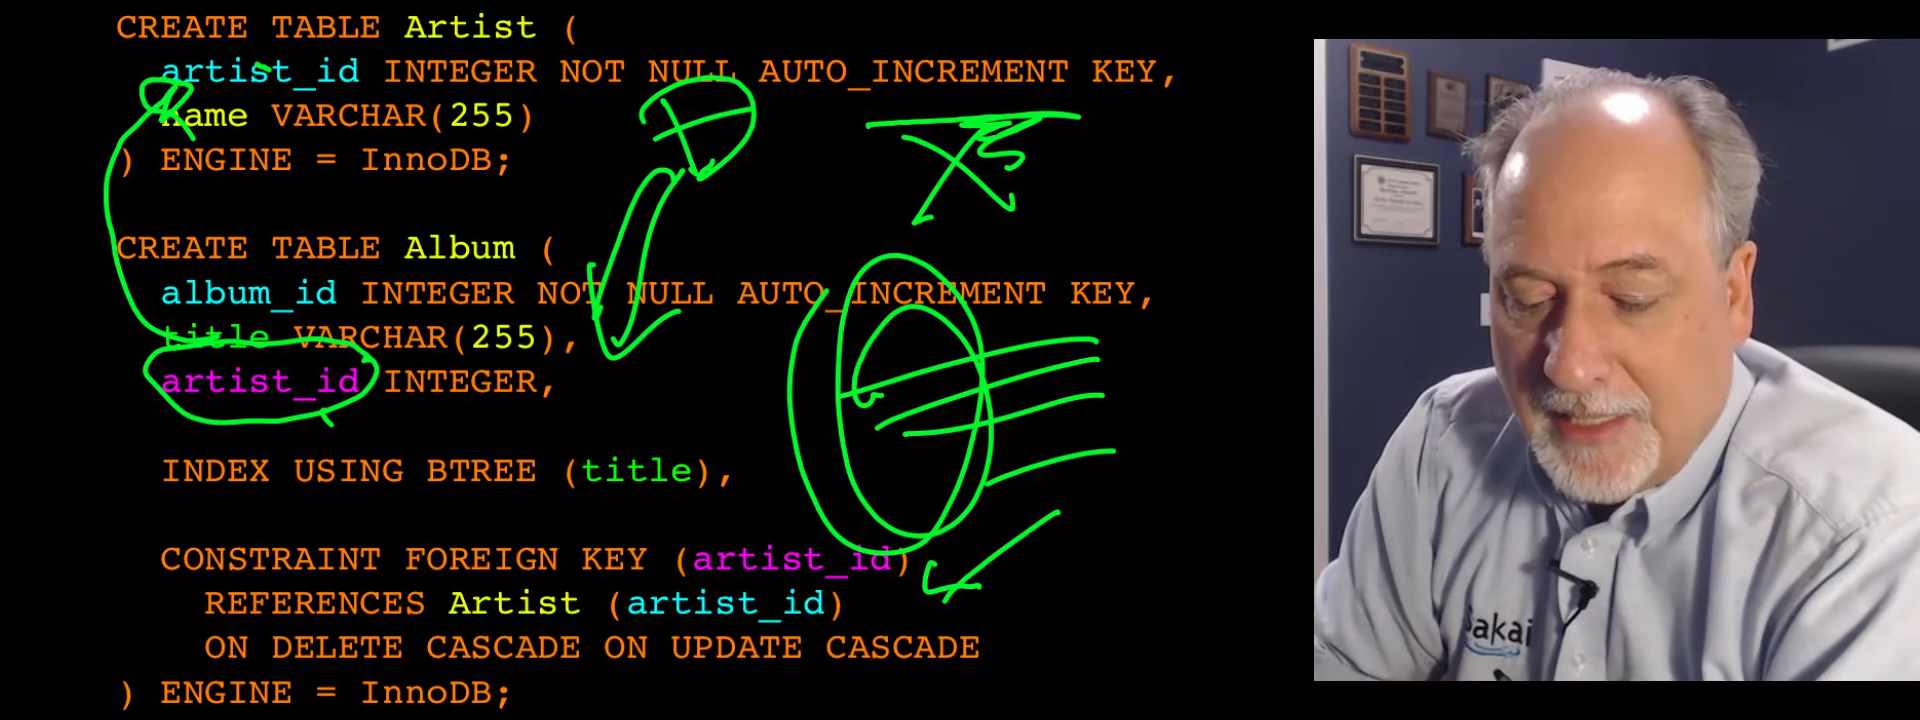 CREATE TABLE Artist (
artist_id INTEGER NOT NULL AUTO_INCREMENT KEY,
name VARCHAR(255)
) ENGINE = InnoDB;
CREATE TABLE Album (
album_id INTEGER NOT NULL AUTO_INCREMENT KEY,
title VARCHAR(255),
artist_id INTEGER,
INDEX USING BTREE (title),
CONSTRAINT FOREIGN KEY (artist_id)
REFERENCES Artist (artist_id)
ON DELETE CASCADE ON UPDATE CASCADE
) ENGINE = InnoDB;
Sakai